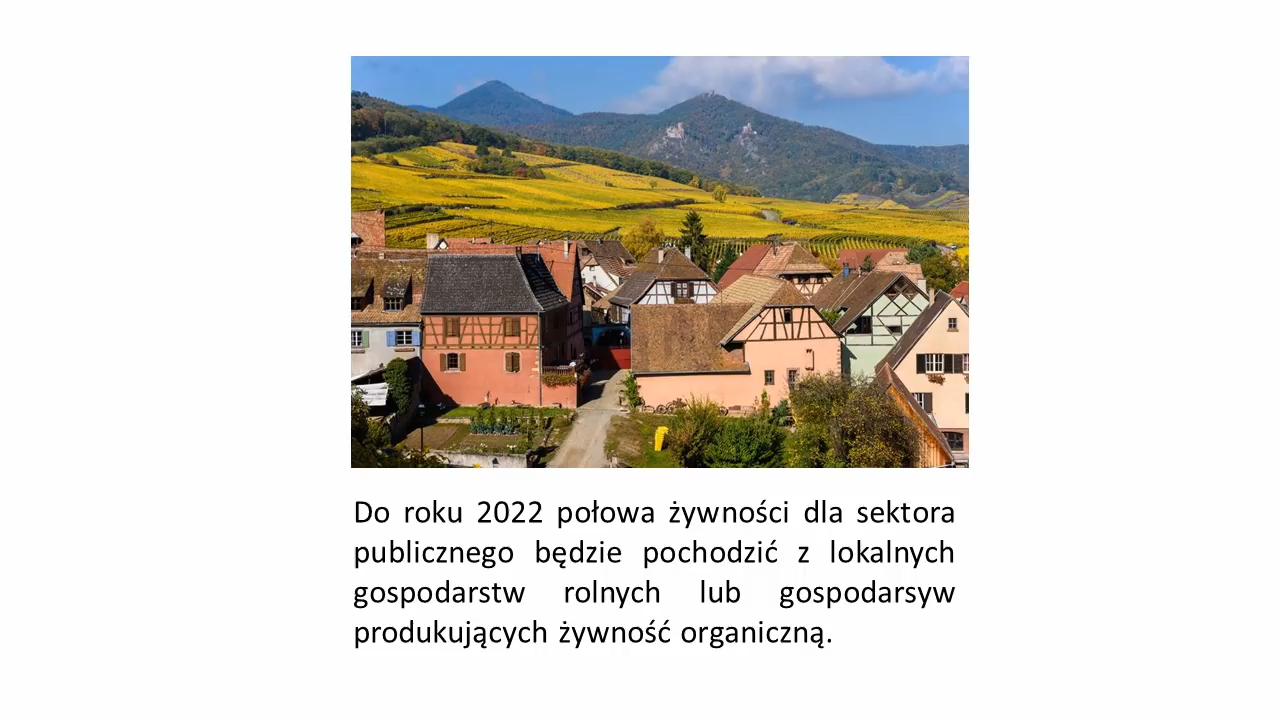 Do roku 2022 połowa żywności dla sektora
publicznego będzie pochodzić z lokalnych
gospodarstw rolnych lub gospodarsyw
produkujących żywność organiczną.